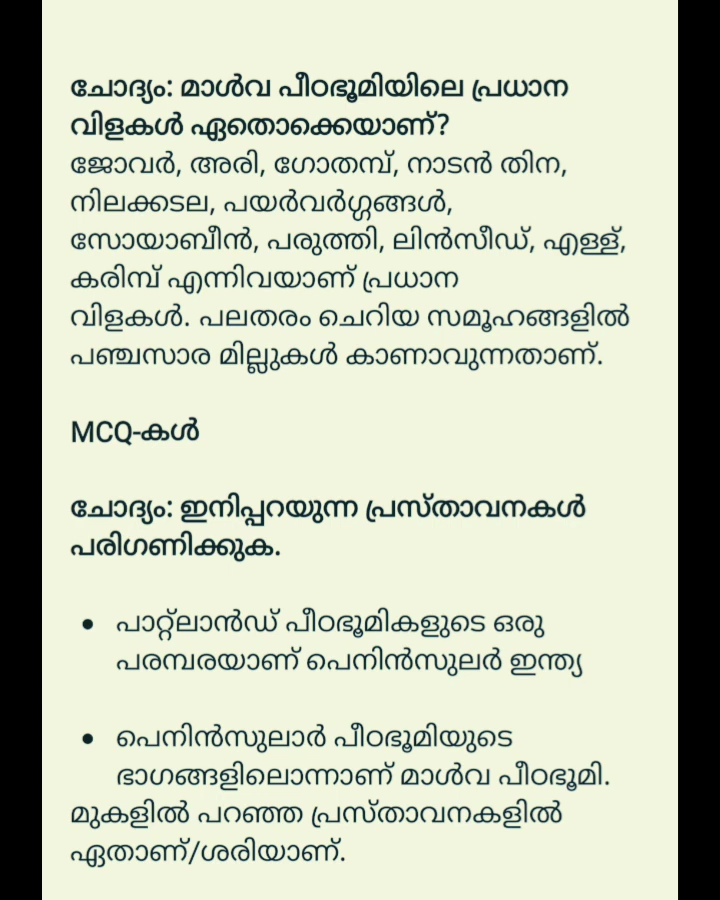 ചോദ്യം: മാൾവ പീഠഭൂമിയിലെ പ്രധാന
വിളകൾ ഏതൊക്കെയാണ്?
ജോവർ, അരി, ഗോതമ്പ്, നാടൻ തിന,
നിലക്കടല, പയർവർഗ്ഗങ്ങൾ,
സോയാബീൻ, പരുത്തി, ലിൻസീഡ്, എള്ള്,
കരിമ്പ് എന്നിവയാണ് പ്രധാന
വിളകൾ. പലതരം ചെറിയ സമൂഹങ്ങളിൽ
പഞ്ചസാര മില്ലുകൾ കാണാവുന്നതാണ്.
MCQ-കൾ
ചോദ്യം: ഇനിപ്പറയുന്ന പ്രസ്താവനകൾ
പരിഗണിക്കുക.
• പാറ്റ്ലാൻഡ് പീഠഭൂമികളുടെ ഒരു
പരമ്പരയാണ് പെനിൻസുലർ ഇന്ത്യ
• പെനിൻസുലാർ പീഠഭൂമിയുടെ
ഭാഗങ്ങളിലൊന്നാണ് മാൾവ പീഠഭൂമി.
മുകളിൽ പറഞ്ഞ പ്രസ്താവനകളിൽ
ഏതാണ്/ശരിയാണ്.